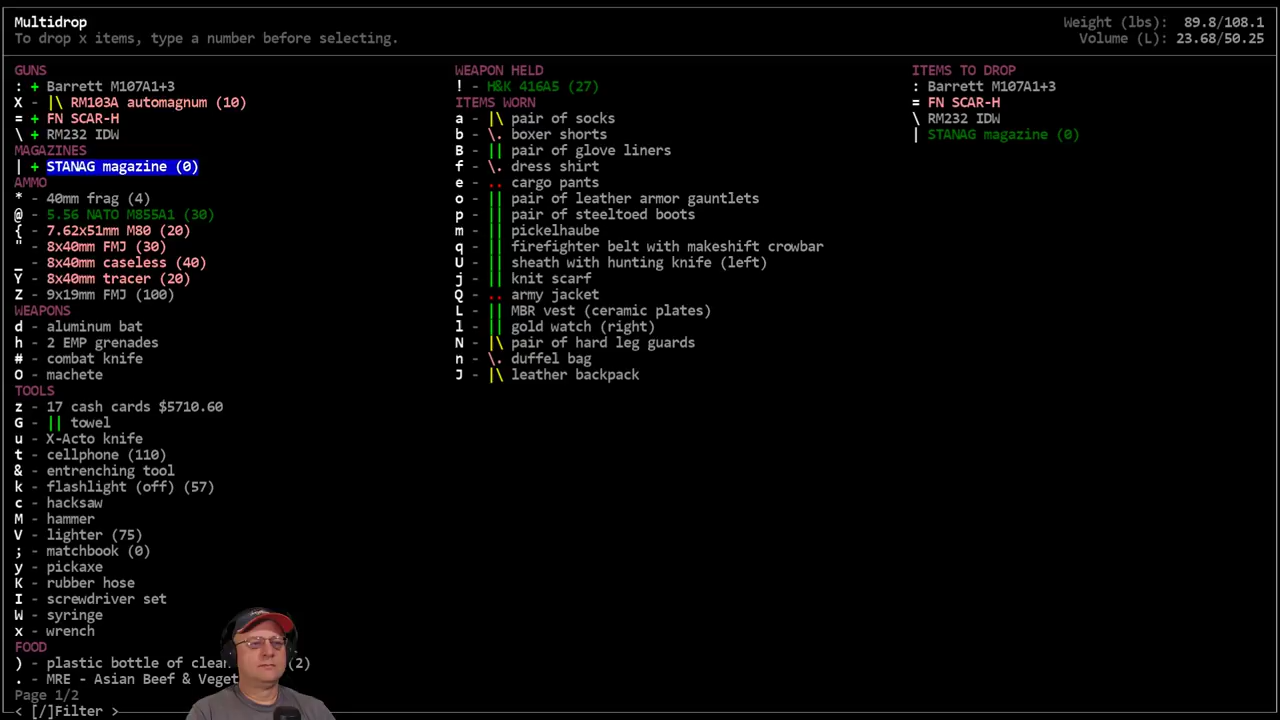 Multidrop
To drop x items, type a number before selecting.
Weight (lbs): 89.8/108.1
Volume (L): 23.68/50.25
GUNS
: + Barrett M107A1+3
X - |\ RM103A automagnum (10)
= + FN SCAR-H
\ + RM232 IDW
MAGAZINES
| + STANAG magazine (0)
AMMO
* - 40mm frag (4)
@ - 5.56 NATO M855A1 (30)
{ - 7.62x51mm M80 (20)
" - 8x40mm FMJ (30)
_ - 8x40mm caseless (40)
Y - 8x40mm tracer (20)
Z - 9x19mm FMJ (100)
WEAPONS
d - aluminum bat
h - 2 EMP grenades
# - combat knife
O - machete
TOOLS
z - 17 cash cards $5710.60
G - || towel
u - X-Acto knife
t - cellphone (110)
& - entrenching tool
k - flashlight (off) (57)
c - hacksaw
M - hammer
V - lighter (75)
; - matchbook (0)
y - pickaxe
K - rubber hose
I - screwdriver set
W - syringe
x - wrench
FOOD
) - plastic bottle of clea (2)
. - MRE - Asian Beef & Veget
Page 1/2
< [/]Filter >
WEAPON HELD
! - H&K 416A5 (27)
ITEMS WORN
a - |\ pair of socks
b - \. boxer shorts
B - || pair of glove liners
f - \. dress shirt
e - .. cargo pants
o - || pair of leather armor gauntlets
p - || pair of steeltoed boots
m - || pickelhaube
q - || firefighter belt with makeshift crowbar
U - || sheath with hunting knife (left)
j - || knit scarf
Q - .. army jacket
L - || MBR vest (ceramic plates)
l - || gold watch (right)
N - |\ pair of hard leg guards
n - \. duffel bag
J - |\ leather backpack
ITEMS TO DROP
: Barrett M107A1+3
= FN SCAR-H
\ RM232 IDW
| STANAG magazine (0)